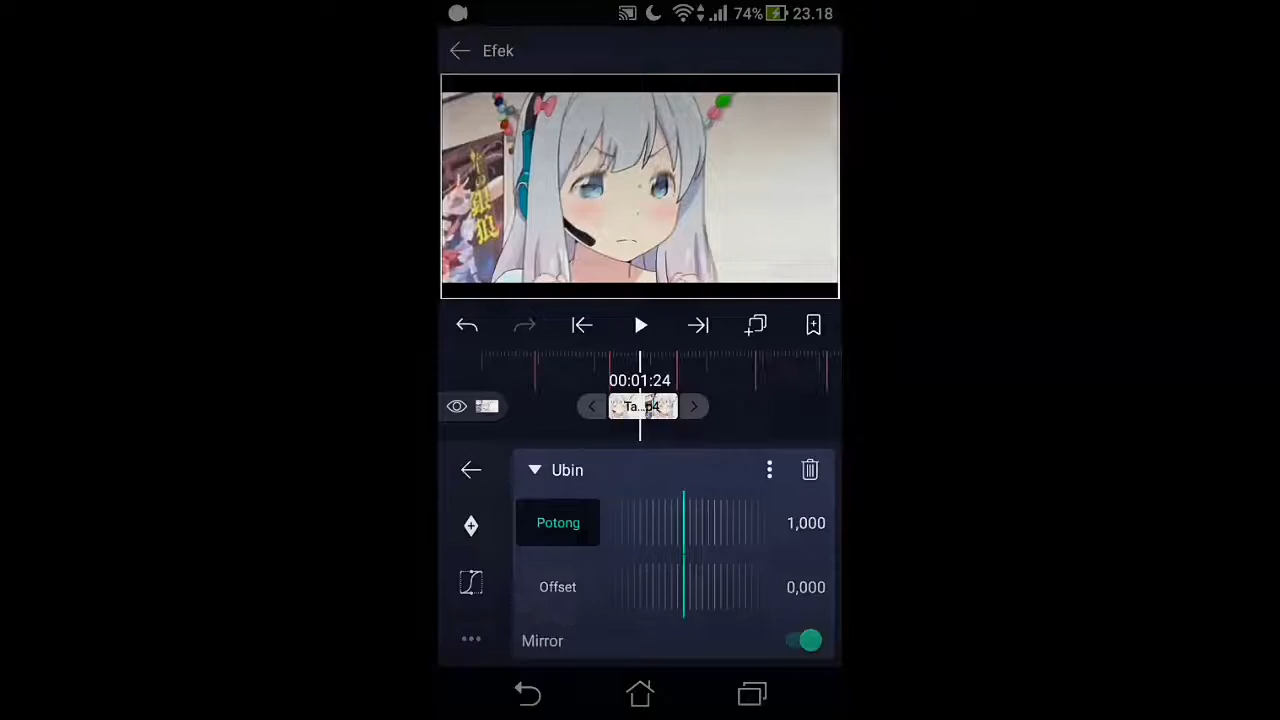 74% 23.18
Efek
00:01:24
Ta...p4
Ubin
Potong 1,000
Offset 0,000
Mirror